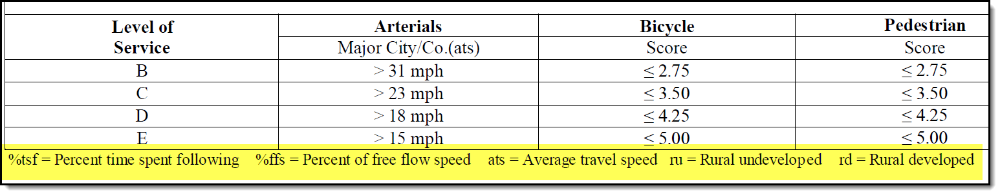 Level of Service Arterials Bicycle Pedestrian
Major City/Co.(ats) Score Score
B > 31 mph ≤ 2.75 ≤ 2.75
C > 23 mph ≤ 3.50 ≤ 3.50
D > 18 mph ≤ 4.25 ≤ 4.25
E > 15 mph ≤ 5.00 ≤ 5.00
%tsf = Percent time spent following %ffs = Percent of free flow speed ats = Average travel speed ru = Rural undeveloped rd = Rural developed